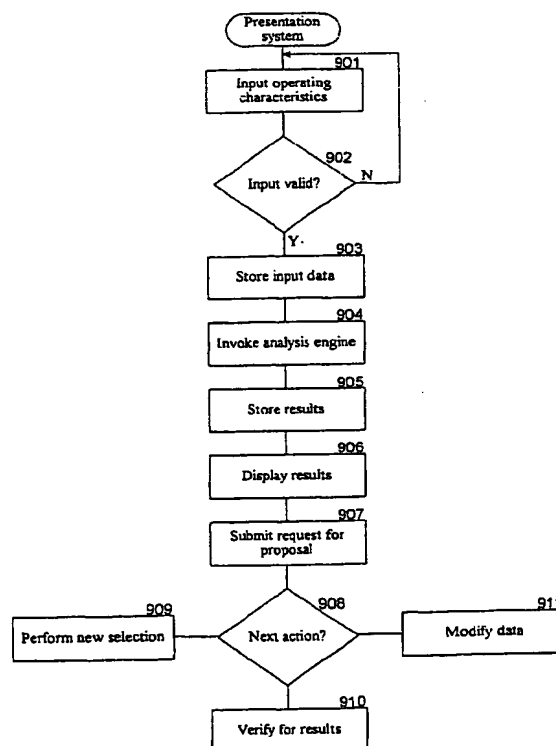 Presentation
system
901
Input operating
characteristics
902
Input valid?
N
Y.
903
Store input data
904
Invoke analysis engine
905
Store results
906
Display results
907
Submit request for
proposal
908
Next action?
909
Perform new selection
911
Modify data
910
Verify for results